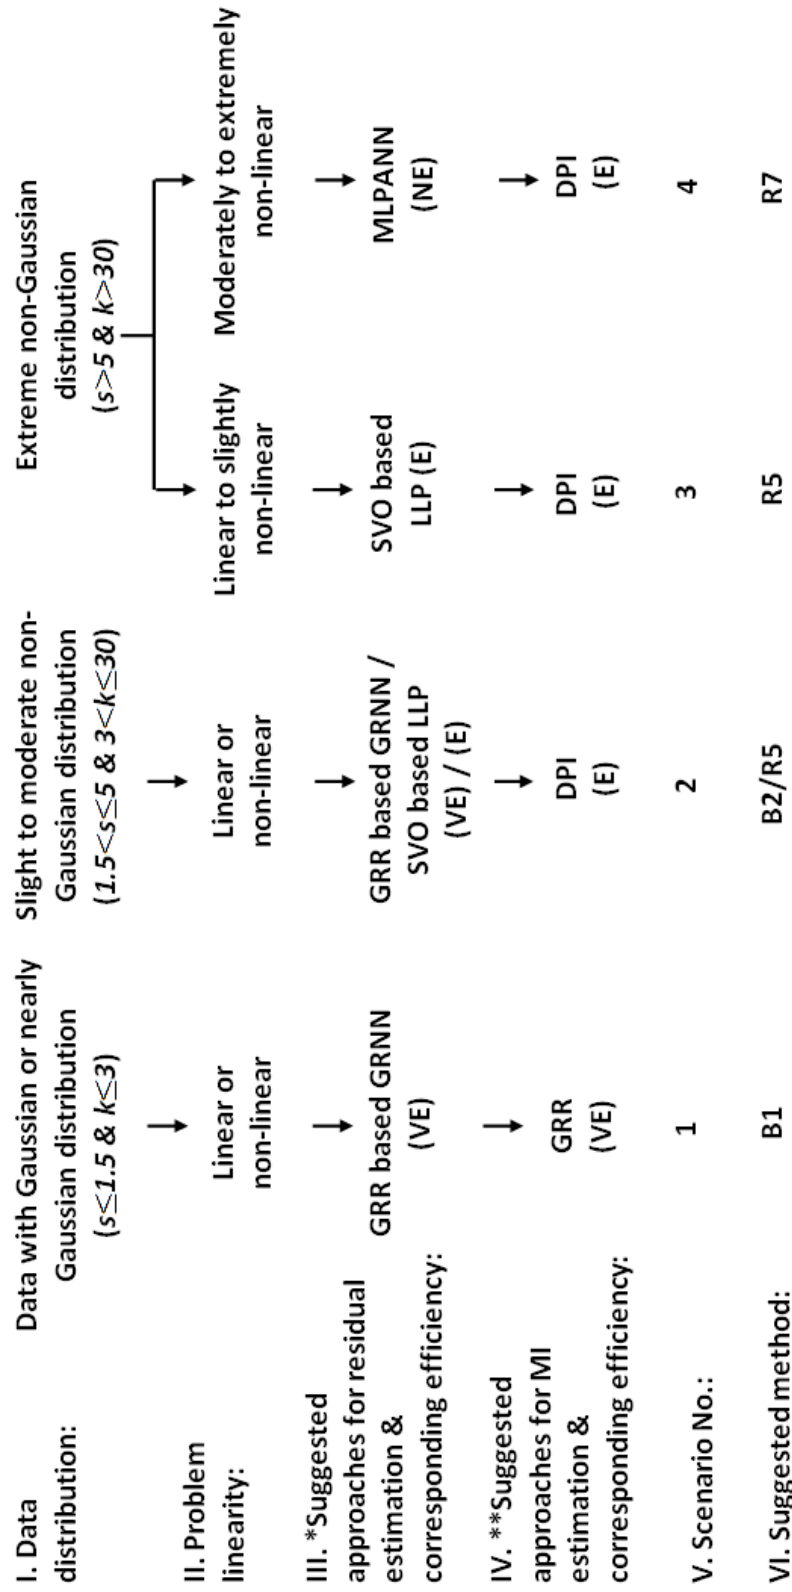 I. Data
distribution:
Data with Gaussian or nearly
Gaussian distribution
(s≤1.5 & k≤3)
Slight to moderate non-
Gaussian distribution
(1.5<s≤5 & 3<k≤30)
Extreme non-Gaussian
distribution
(s>5 & k>30)
II. Problem
linearity:
Linear or
non-linear
Linear or
non-linear
Linear to slightly
non-linear
Moderately to extremely
non-linear
III. *Suggested
approaches for residual
estimation &
corresponding efficiency:
GRR based GRNN
(VE)
GRR based GRNN /
SVO based LLP
(VE) / (E)
SVO based
LLP (E)
MLPANN
(NE)
IV. **Suggested
approaches for MI
estimation &
corresponding efficiency:
GRR
(VE)
DPI
(E)
DPI
(E)
DPI
(E)
V. Scenario No.:
1
2
3
4
VI. Suggested method:
B1
B2/R5
R5
R7